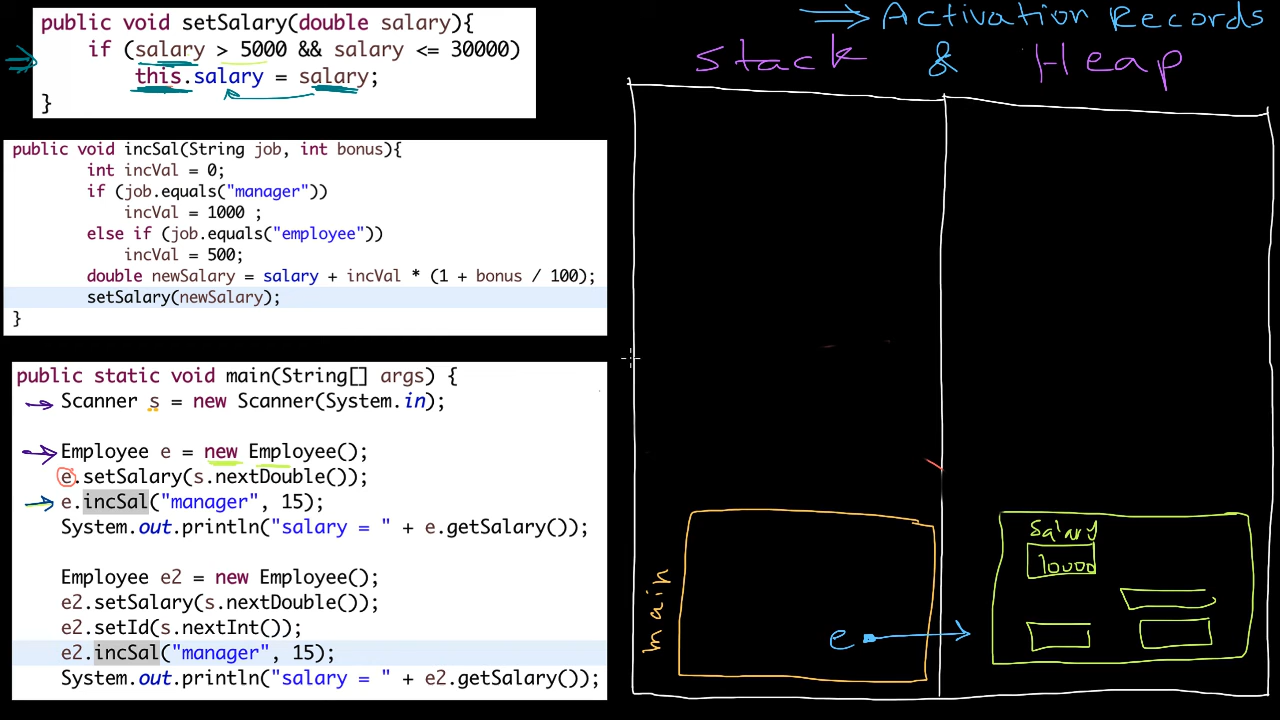 public void setSalary(double salary){
if (salary > 5000 && salary <= 30000)
this.salary = salary;
}
public void incSal(String job, int bonus){
int incVal = 0;
if (job.equals("manager"))
incVal = 1000 ;
else if (job.equals("employee"))
incVal = 500;
double newSalary = salary + incVal * (1 + bonus / 100);
setSalary(newSalary);
}
public static void main(String[] args) {
Scanner s = new Scanner(System.in);
Employee e = new Employee();
e.setSalary(s.nextDouble());
e.incSal("manager", 15);
System.out.println("salary = " + e.getSalary());
Employee e2 = new Employee();
e2.setSalary(s.nextDouble());
e2.setId(s.nextInt());
e2.incSal("manager", 15);
System.out.println("salary = " + e2.getSalary());
Activation Records
Stack & Heap
main
e
Salary
10000